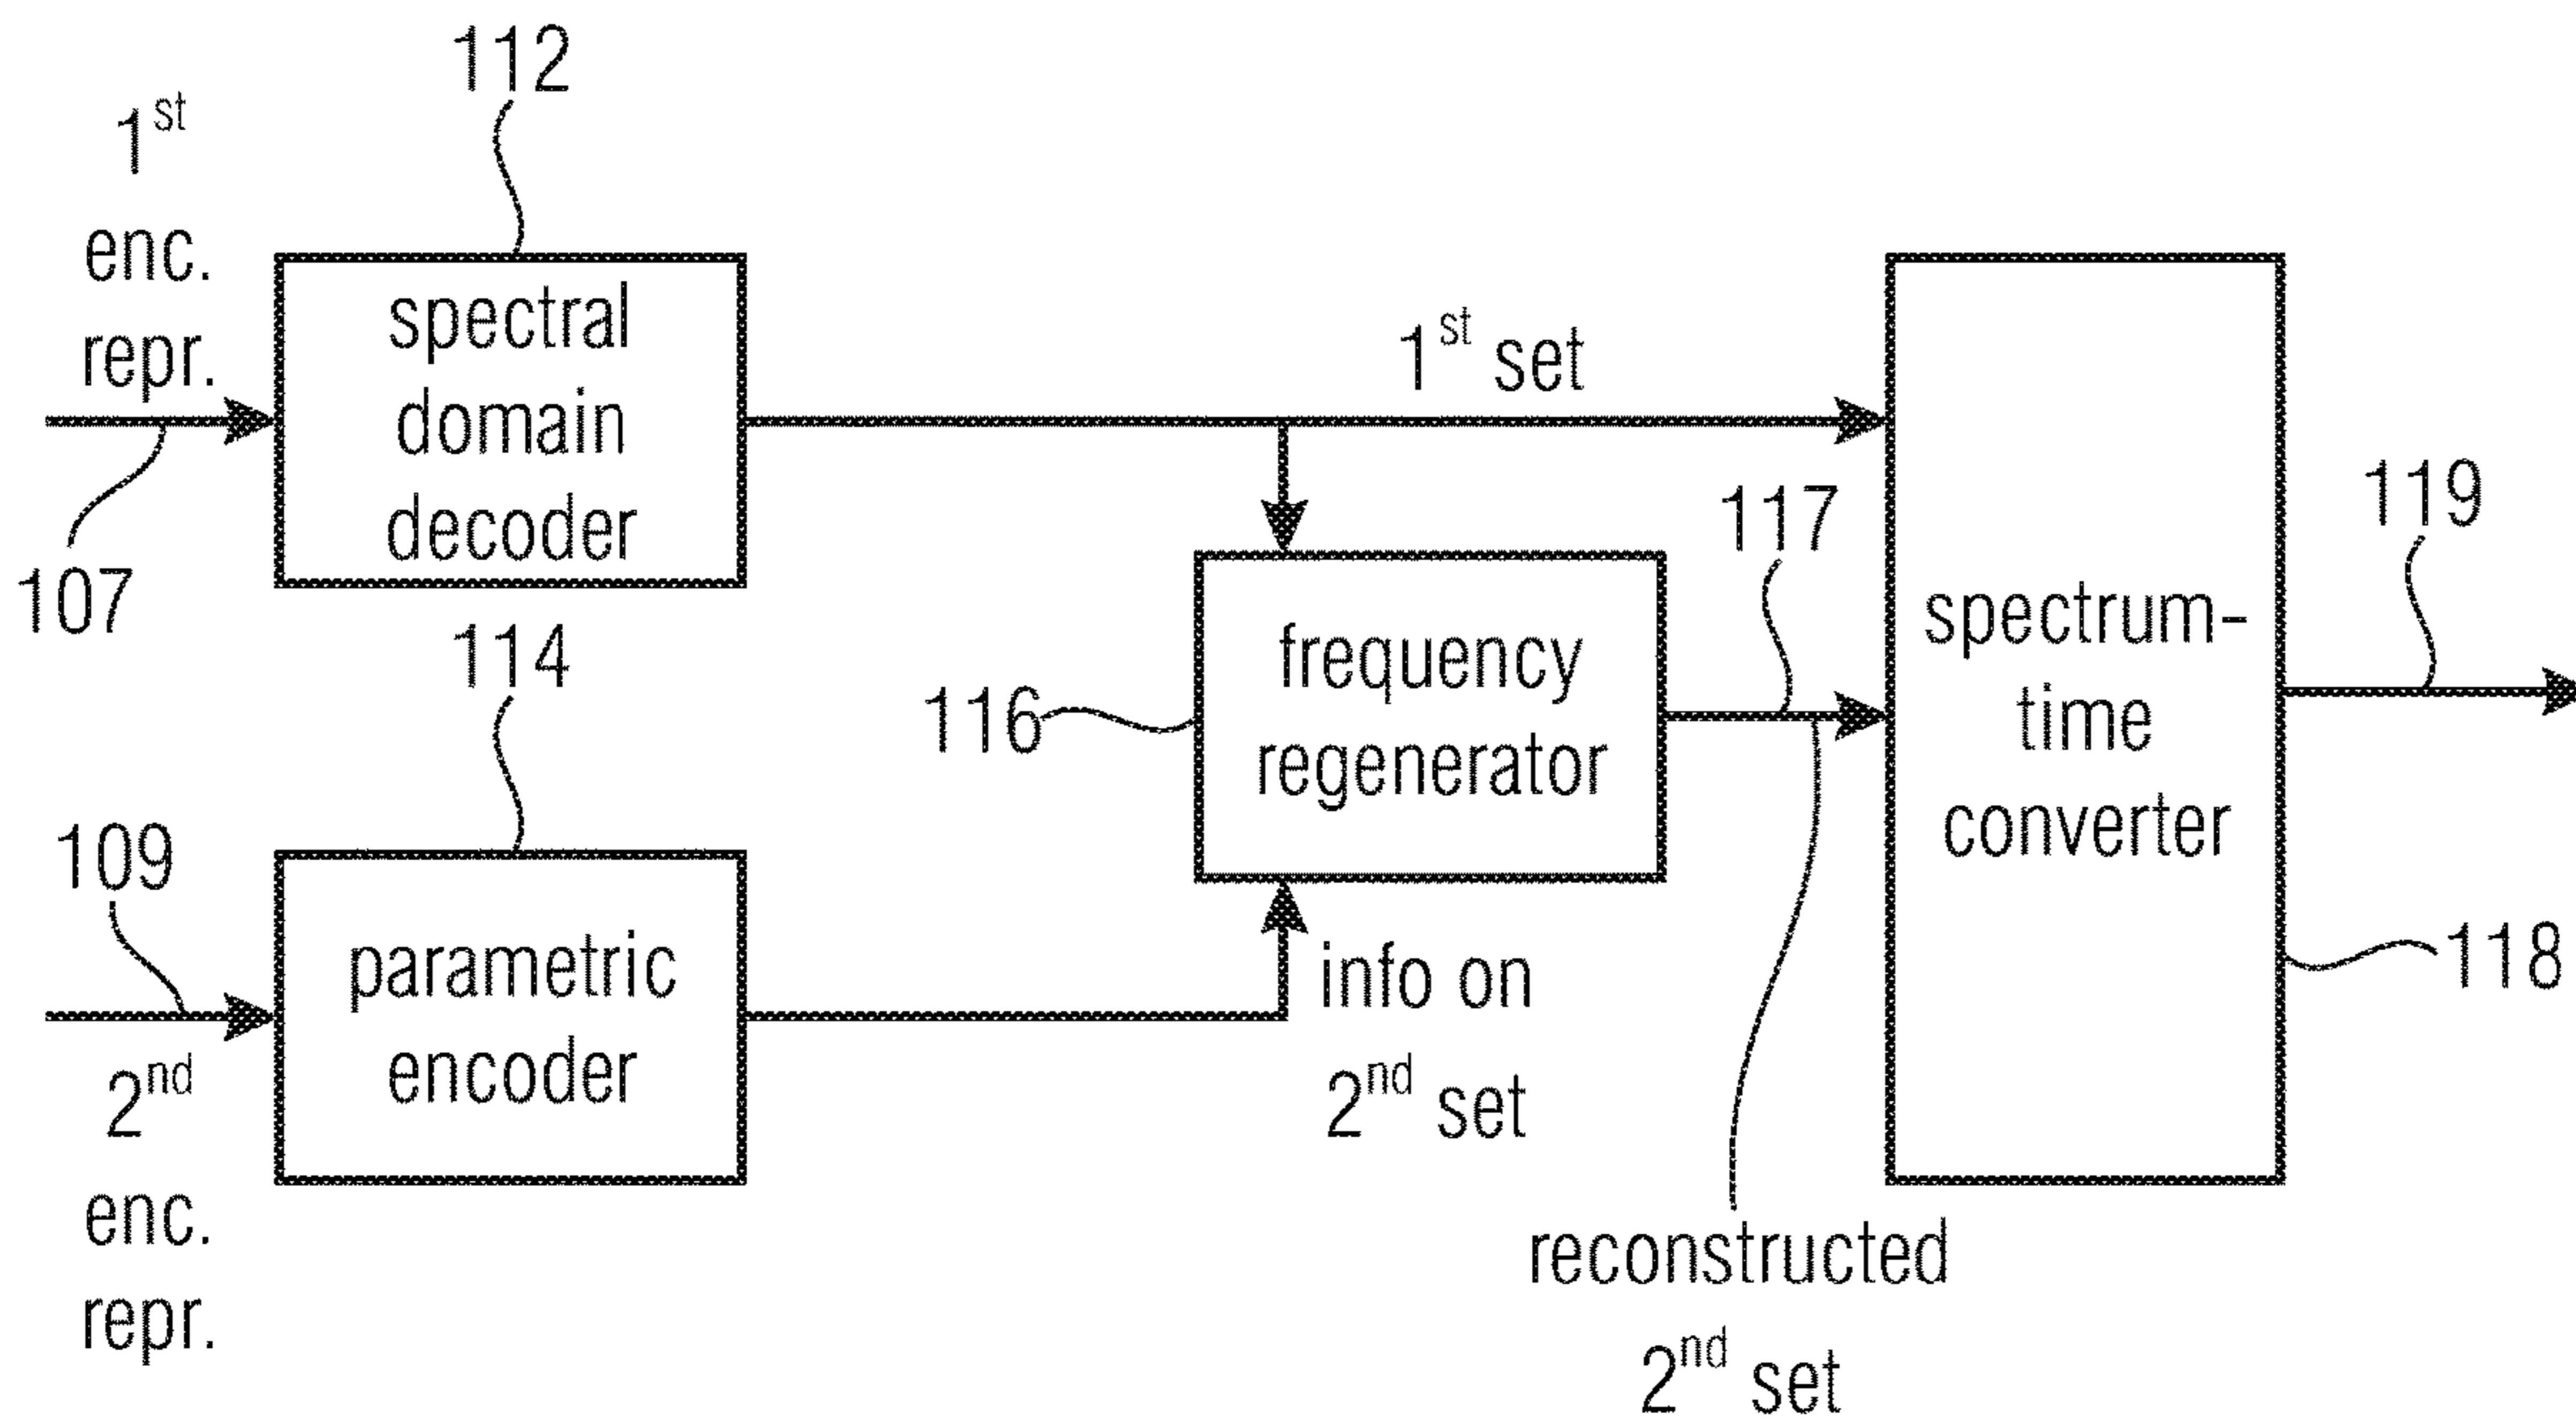 112
1st
enc.
repr.
107
spectral
domain
decoder
1st set
114
109
2nd
enc.
repr.
parametric
encoder
116
frequency
regenerator
info on
2nd set
117
reconstructed
2nd set
spectrum-
time
converter
118
119